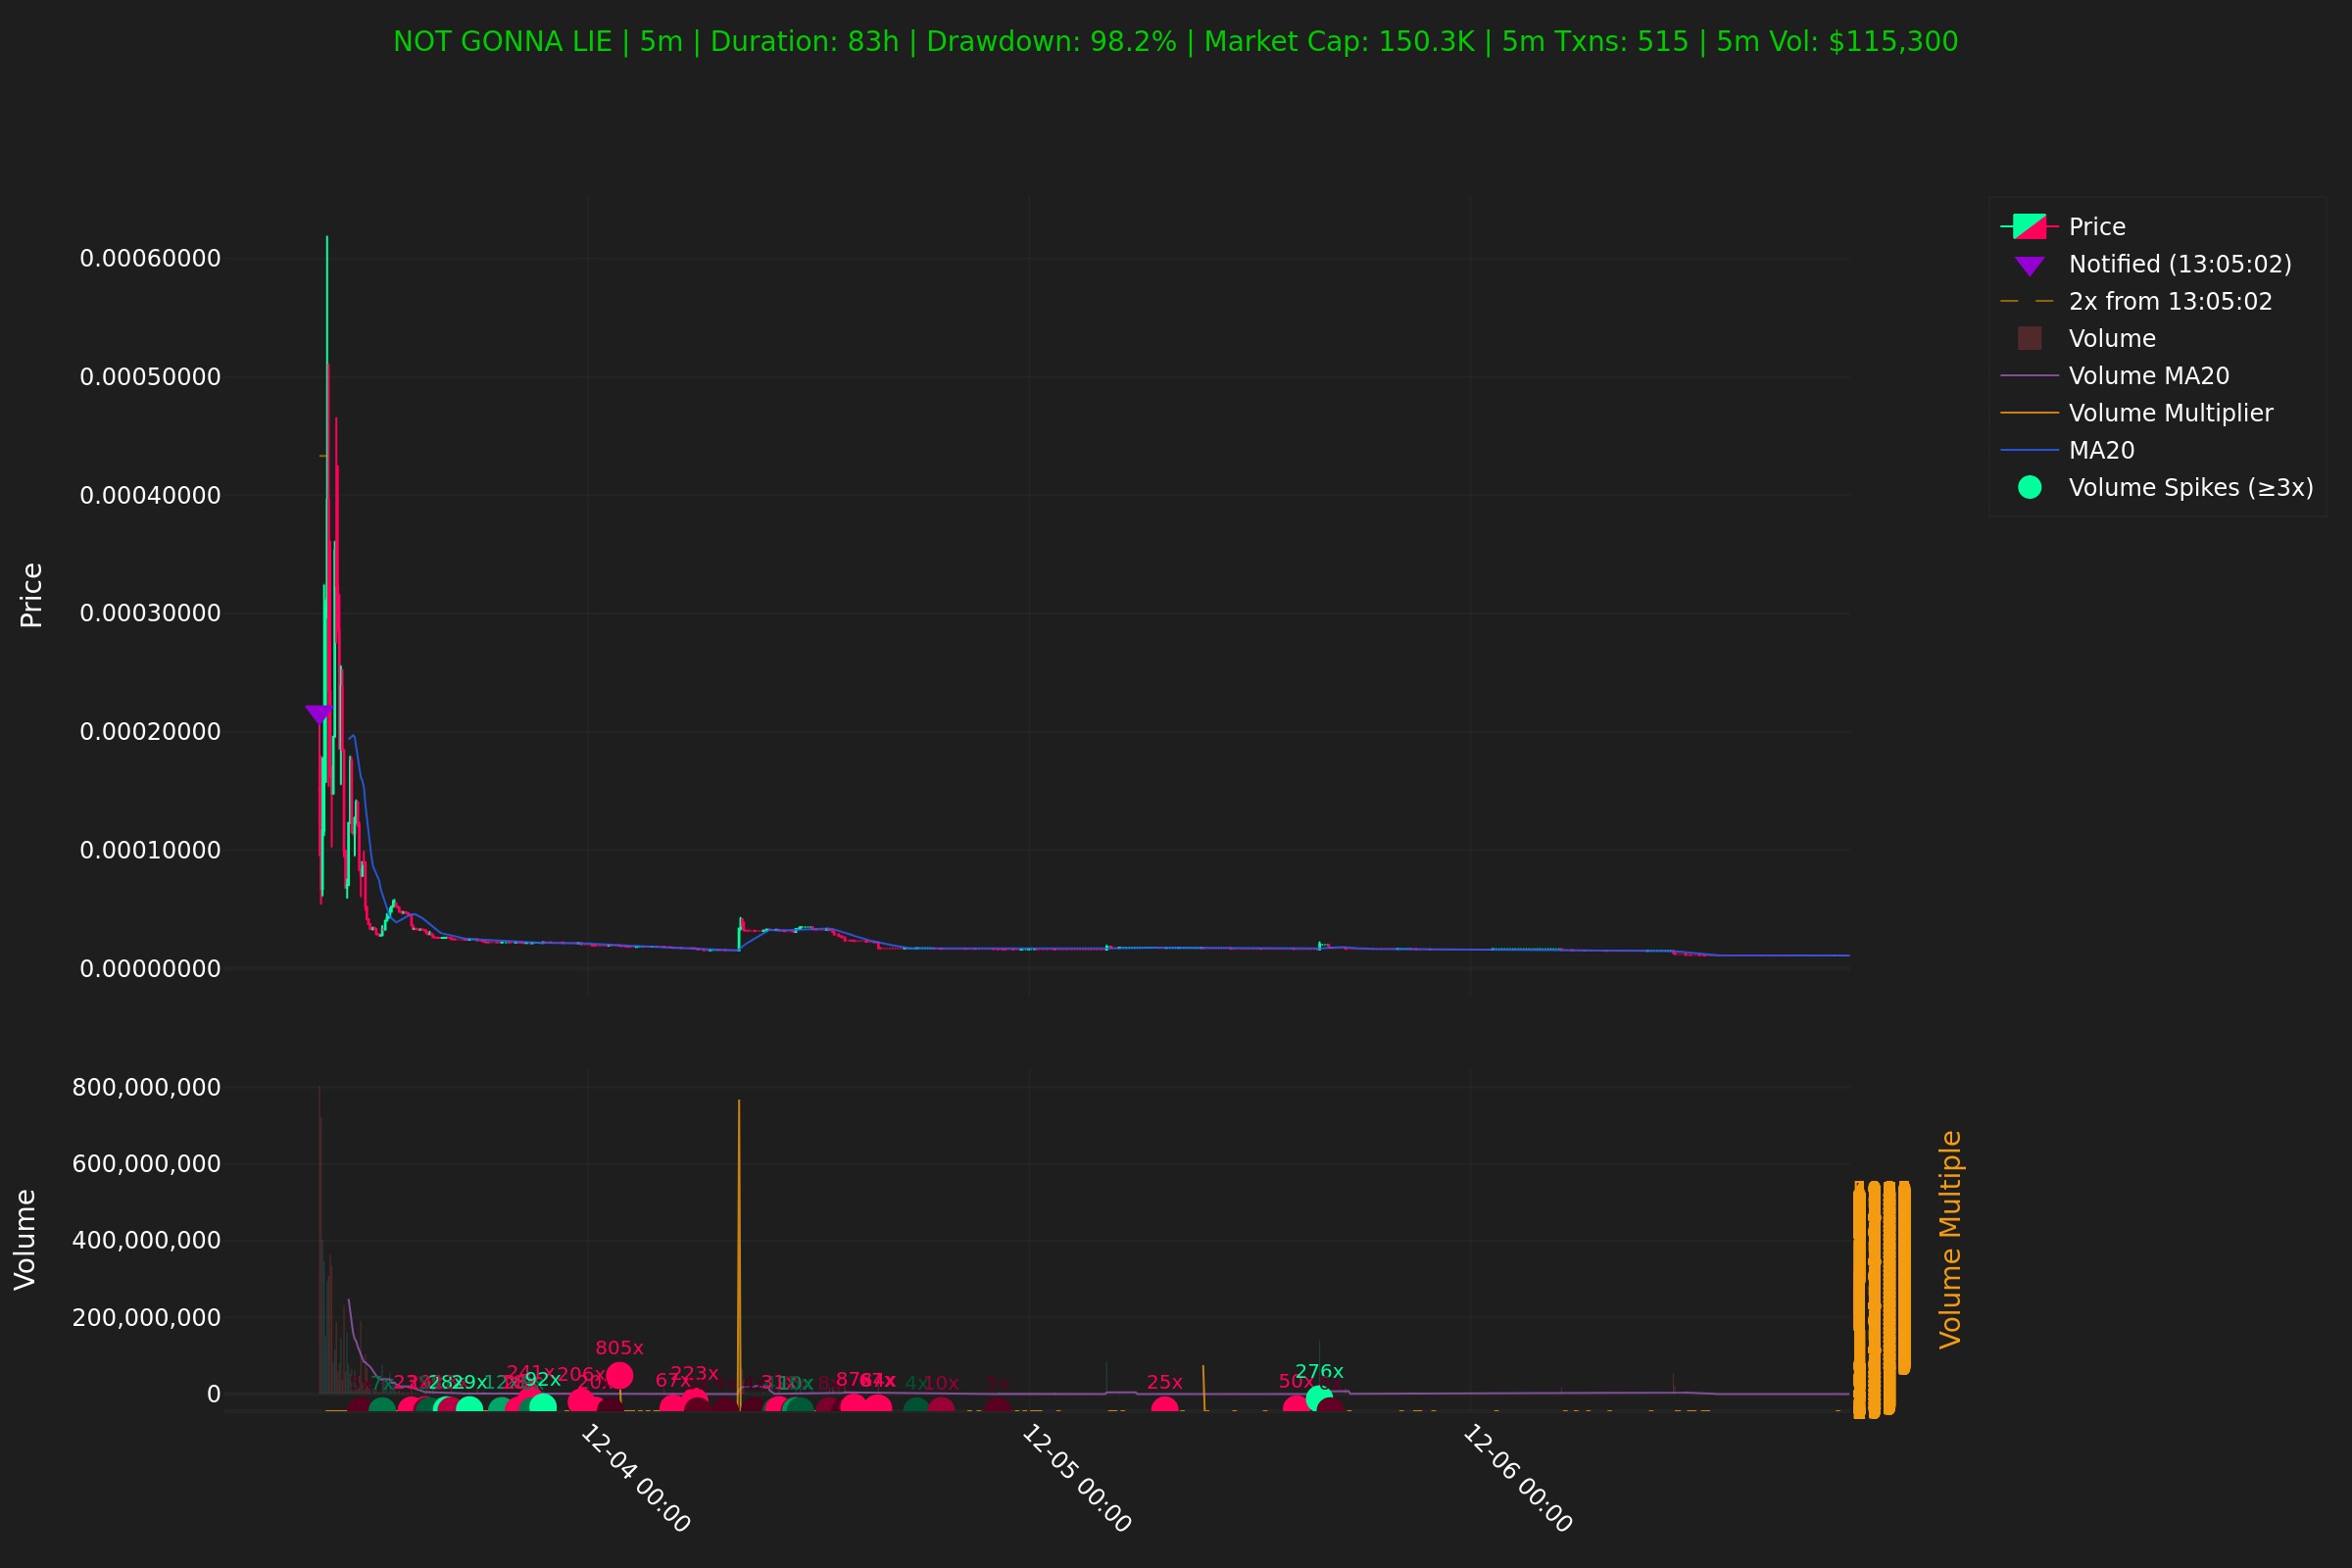 NOT GONNA LIE | 5m | Duration: 83h | Drawdown: 98.2% | Market Cap: 150.3K | 5m Txns: 515 | 5m Vol: $115,300
Price
Notified (13:05:02)
2x from 13:05:02
Volume
Volume MA20
Volume Multiplier
MA20
Volume Spikes (≥3x)
Price
0.00060000
0.00050000
0.00040000
0.00030000
0.00020000
0.00010000
0.00000000
Volume
800,000,000
600,000,000
400,000,000
200,000,000
0
805x
241x
92x
206x
67x
223x
29x
4x
10x
25x
50x
276x
Volume Multiple
12-04 00:00
12-05 00:00
12-06 00:00